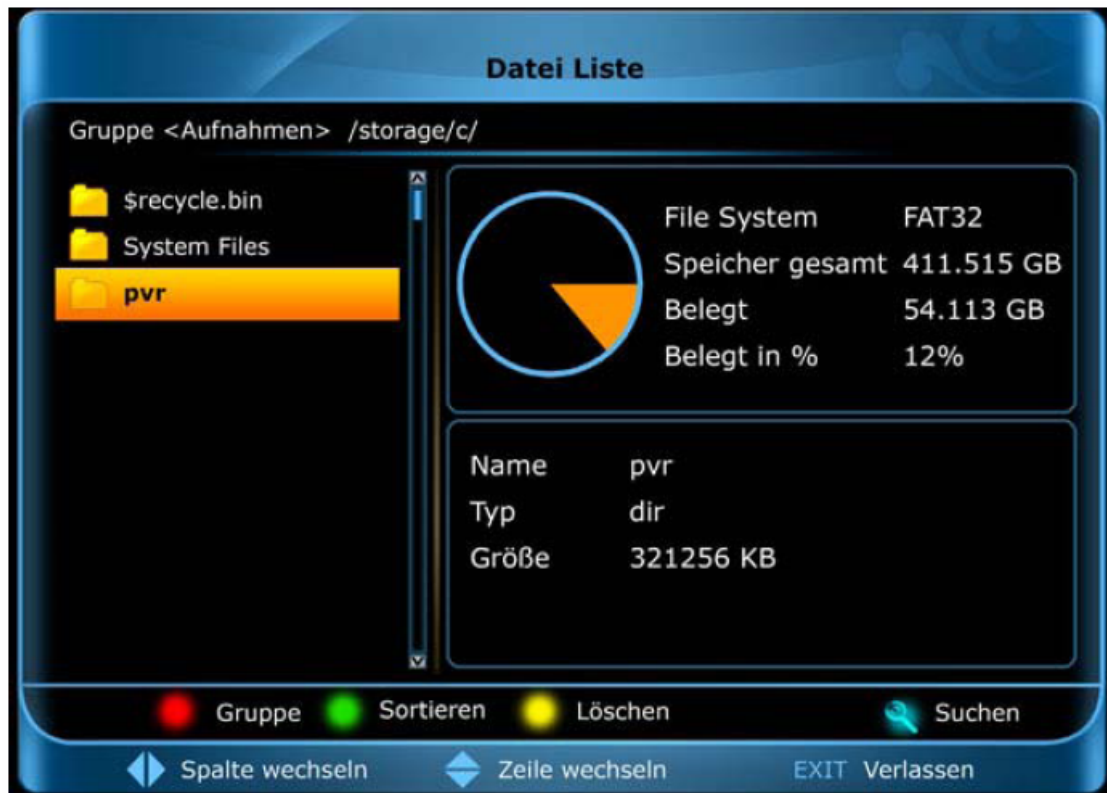 Datei Liste
Gruppe <Aufnahmen> /storage/c/
$recycle.bin
System Files
pvr
File System FAT32
Speicher gesamt 411.515 GB
Belegt 54.113 GB
Belegt in % 12%
Name pvr
Typ dir
Größe 321256 KB
Gruppe Sortieren Löschen Suchen
Spalte wechseln Zeile wechseln EXIT Verlassen